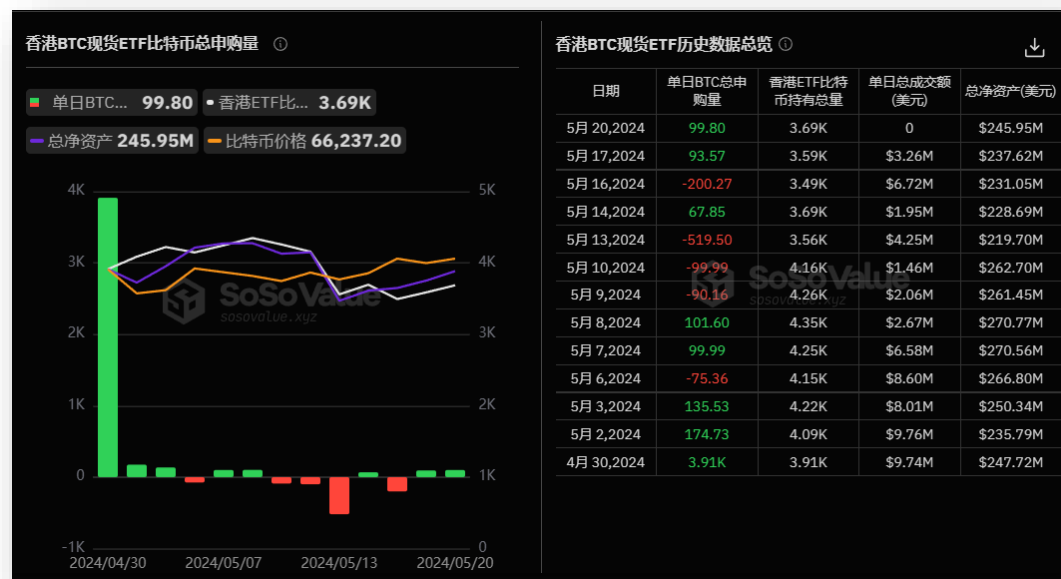 香港BTC现货ETF比特币总申购量
单日BTC... 99.80
香港ETF比... 3.69K
总净资产 245.95M
比特币价格 66,237.20
4K
3K
2K
1K
0
-1K
5K
4K
3K
2K
1K
0
2024/04/30 2024/05/07 2024/05/13 2024/05/20
SoSoValue
sosovalue.xyz
香港BTC现货ETF历史数据总览
日期 单日BTC总申购量 香港ETF比特币持有总量 单日总成交额(美元) 总净资产(美元)
5月 20,2024 99.80 3.69K 0 $245.95M
5月 17,2024 93.57 3.59K $3.26M $237.62M
5月 16,2024 -200.27 3.49K $6.72M $231.05M
5月 14,2024 67.85 3.69K $1.95M $228.69M
5月 13,2024 -519.50 3.56K $4.25M $219.70M
5月 10,2024 -99.99 4.16K $1.46M $262.70M
5月 9,2024 -90.16 4.26K $2.06M $261.45M
5月 8,2024 101.60 4.35K $2.67M $270.77M
5月 7,2024 99.99 4.25K $6.58M $270.56M
5月 6,2024 -75.36 4.15K $8.60M $266.80M
5月 3,2024 135.53 4.22K $8.01M $250.34M
5月 2,2024 174.73 4.09K $9.76M $235.79M
4月 30,2024 3.91K 3.91K $9.74M $247.72M
SoSoValue
sosovalue.xyz